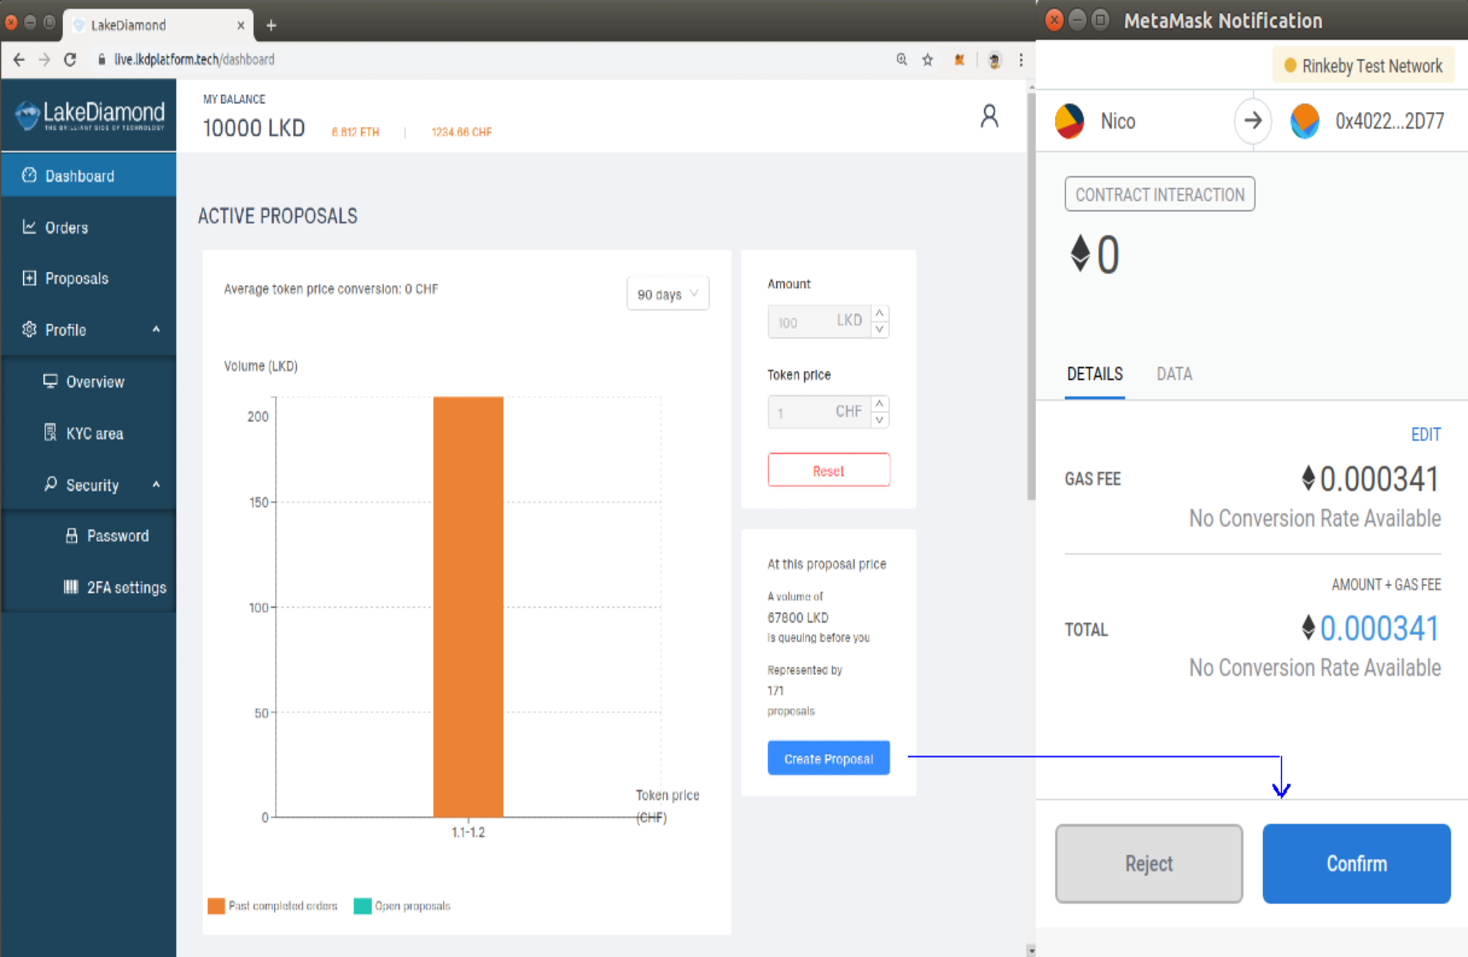 LakeDiamond
live.lkdplatform.tech/dashboard
LakeDiamond
THE BRILLIANT SIDE OF TECHNOLOGY
MY BALANCE
10000 LKD
6.812 ETH | 1234.66 CHF
Dashboard
Orders
Proposals
Profile
Overview
KYC area
Security
Password
2FA settings
ACTIVE PROPOSALS
Average token price conversion: 0 CHF
90 days
Volume (LKD)
200
150
100
50
0
1.1-1.2
Token price
(CHF)
Past completed orders
Open proposals
Amount
100 LKD
Token price
1 CHF
Reset
At this proposal price
A volume of
67800 LKD
is queuing before you
Represented by
171
proposals
Create Proposal
MetaMask Notification
Rinkeby Test Network
Nico
0x4022...2D77
CONTRACT INTERACTION
0
DETAILS
DATA
EDIT
GAS FEE
0.000341
No Conversion Rate Available
AMOUNT + GAS FEE
TOTAL
0.000341
No Conversion Rate Available
Reject
Confirm